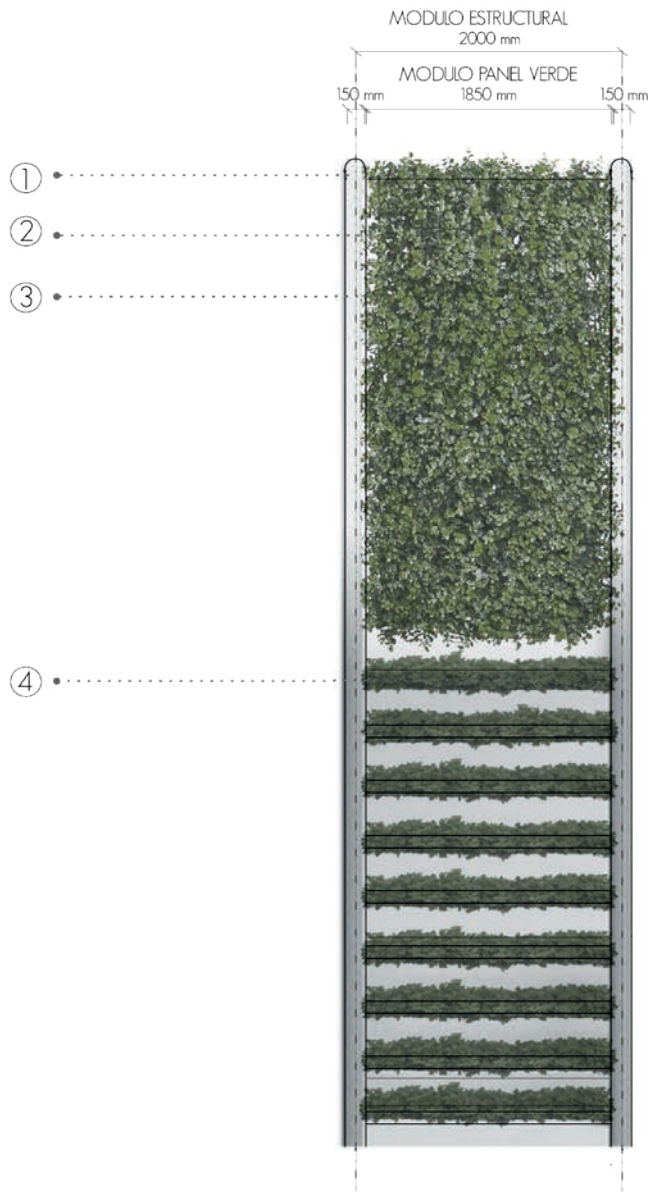 MODULO ESTRUCTURAL
2000 mm
MODULO PANEL VERDE
150 mm 1850 mm 150 mm
1
2
3
4